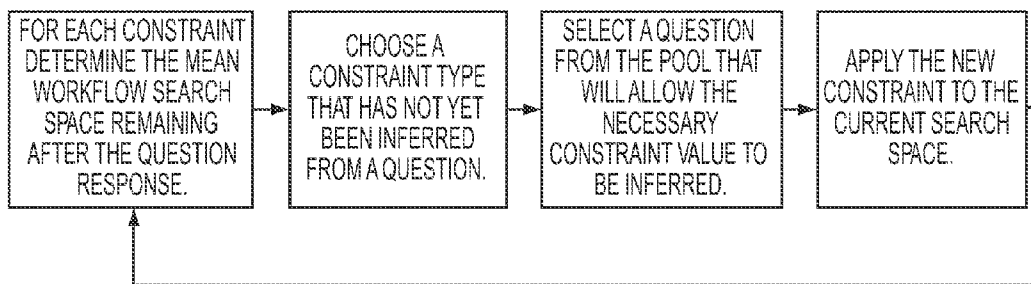 FOR EACH CONSTRAINT
DETERMINE THE MEAN
WORKFLOW SEARCH
SPACE REMAINING
AFTER THE QUESTION
RESPONSE.
CHOOSE A
CONSTRAINT TYPE
THAT HAS NOT YET
BEEN INFERRED
FROM A QUESTION.
SELECT A QUESTION
FROM THE POOL THAT
WILL ALLOW THE
NECESSARY
CONSTRAINT VALUE TO
BE INFERRED.
APPLY THE NEW
CONSTRAINT TO THE
CURRENT SEARCH
SPACE.